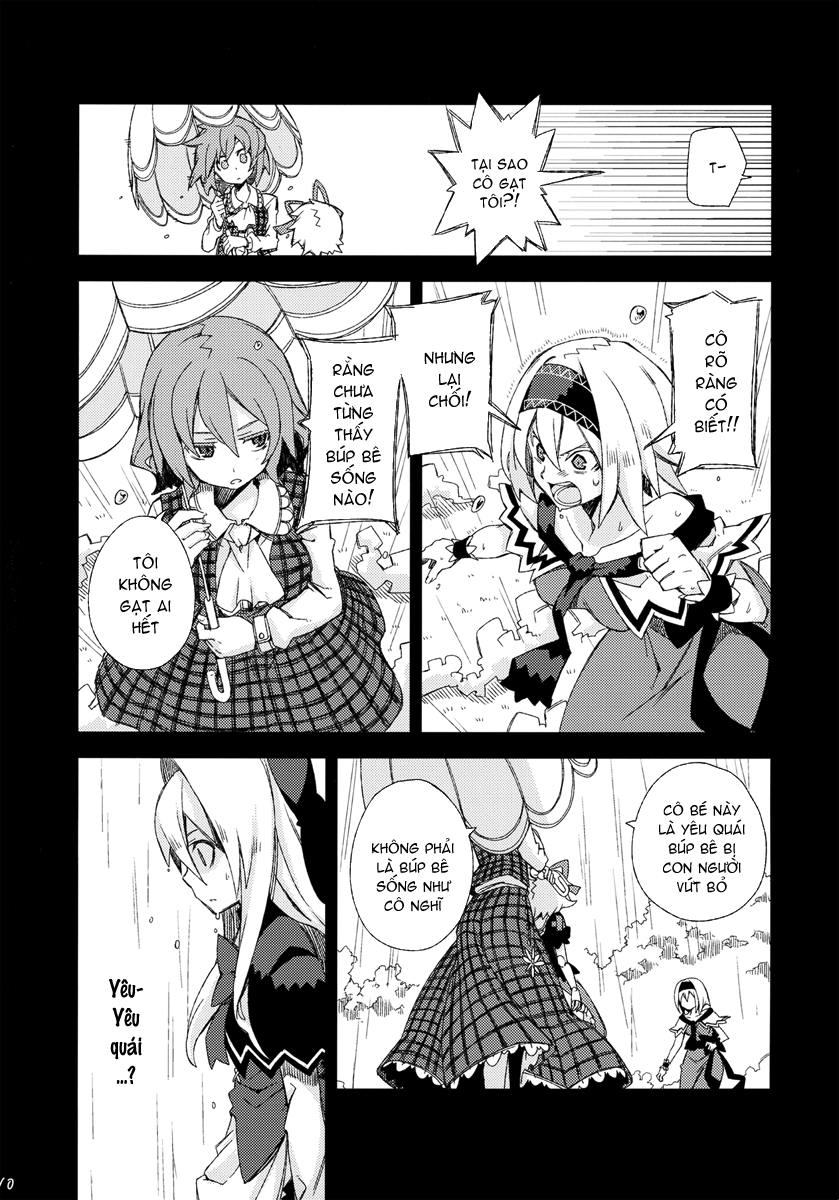 T-
TẠI SAO
CÔ GẠT
TÔI?!
CÔ
RÕ
RÀNG
CÓ
BIẾT!!
NHƯNG LẠI
CHỐI!
RẰNG
CHƯA
TỪNG
THẤY
BÚP BÊ
SỐNG
NÀO!
TÔI
KHÔNG
GẠT AI
HẾT
CÔ BÉ NÀY
LÀ YÊU QUÁI
BÚP BÊ BỊ
CON NGƯỜI
VỨT BỎ
KHÔNG PHẢI
LÀ BÚP BÊ
SỐNG NHƯ
CÔ NGHĨ
Yêu-
Yêu
quái
...?